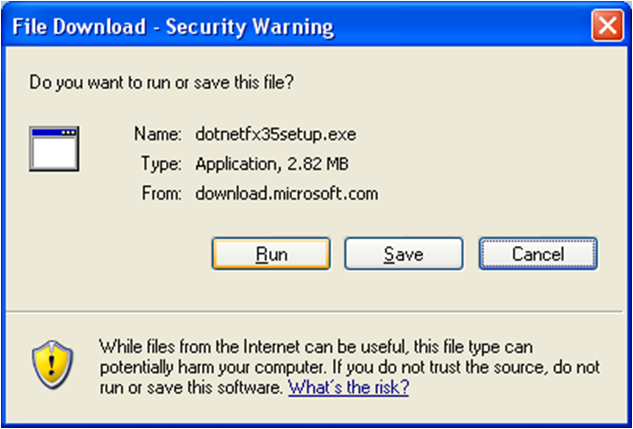 File Download - Security Warning
Do you want to run or save this file?
Name: dotnetfx35setup.exe
Type: Application, 2.82 MB
From: download.microsoft.com
Run Save Cancel
While files from the Internet can be useful, this file type can
potentially harm your computer. If you do not trust the source, do not
run or save this software. What's the risk?